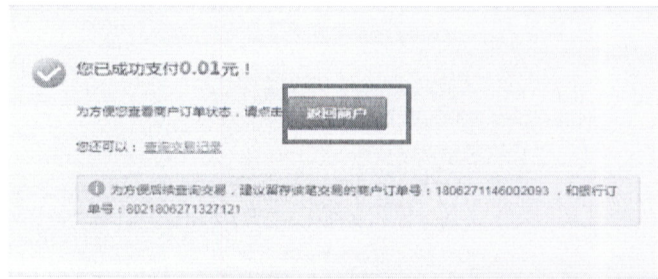 您已成功支付0.01元！
为方便您查看商户订单状态，请点击 返回商户
您还可以：查询交易记录
为方便后续查询交易，建议留存该笔交易的商户订单号：1806271146002093，和银行订
单号：8021806271327121